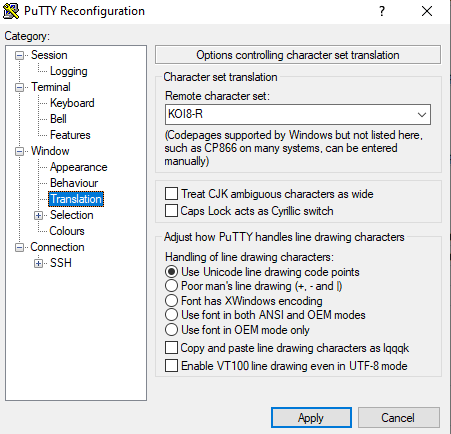 PuTTY Reconfiguration
?
Category:
Session
Logging
Terminal
Keyboard
Bell
Features
Window
Appearance
Behaviour
Translation
Selection
Colours
Connection
SSH
Options controlling character set translation
Character set translation
Remote character set:
KOI8-R
(Codepages supported by Windows but not listed here,
such as CP866 on many systems, can be entered
manually)
Treat CJK ambiguous characters as wide
Caps Lock acts as Cyrillic switch
Adjust how PuTTY handles line drawing characters
Handling of line drawing characters:
Use Unicode line drawing code points
Poor man's line drawing (+, - and |)
Font has XWindows encoding
Use font in both ANSI and OEM modes
Use font in OEM mode only
Copy and paste line drawing characters as lqqqk
Enable VT100 line drawing even in UTF-8 mode
Apply
Cancel